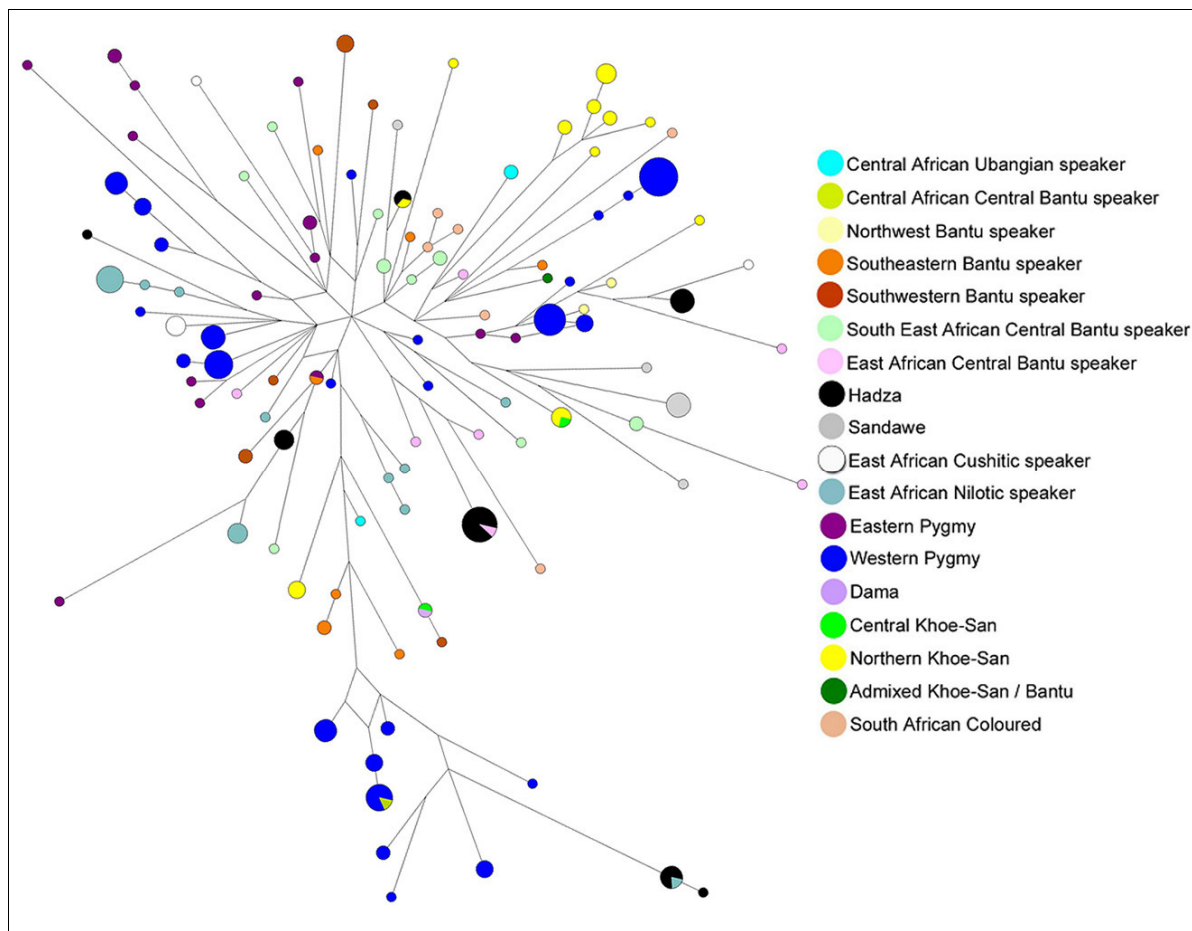 Central African Ubangian speaker
Central African Central Bantu speaker
Northwest Bantu speaker
Southeastern Bantu speaker
Southwestern Bantu speaker
South East African Central Bantu speaker
East African Central Bantu speaker
Hadza
Sandawe
East African Cushitic speaker
East African Nilotic speaker
Eastern Pygmy
Western Pygmy
Dama
Central Khoe-San
Northern Khoe-San
Admixed Khoe-San / Bantu
South African Coloured